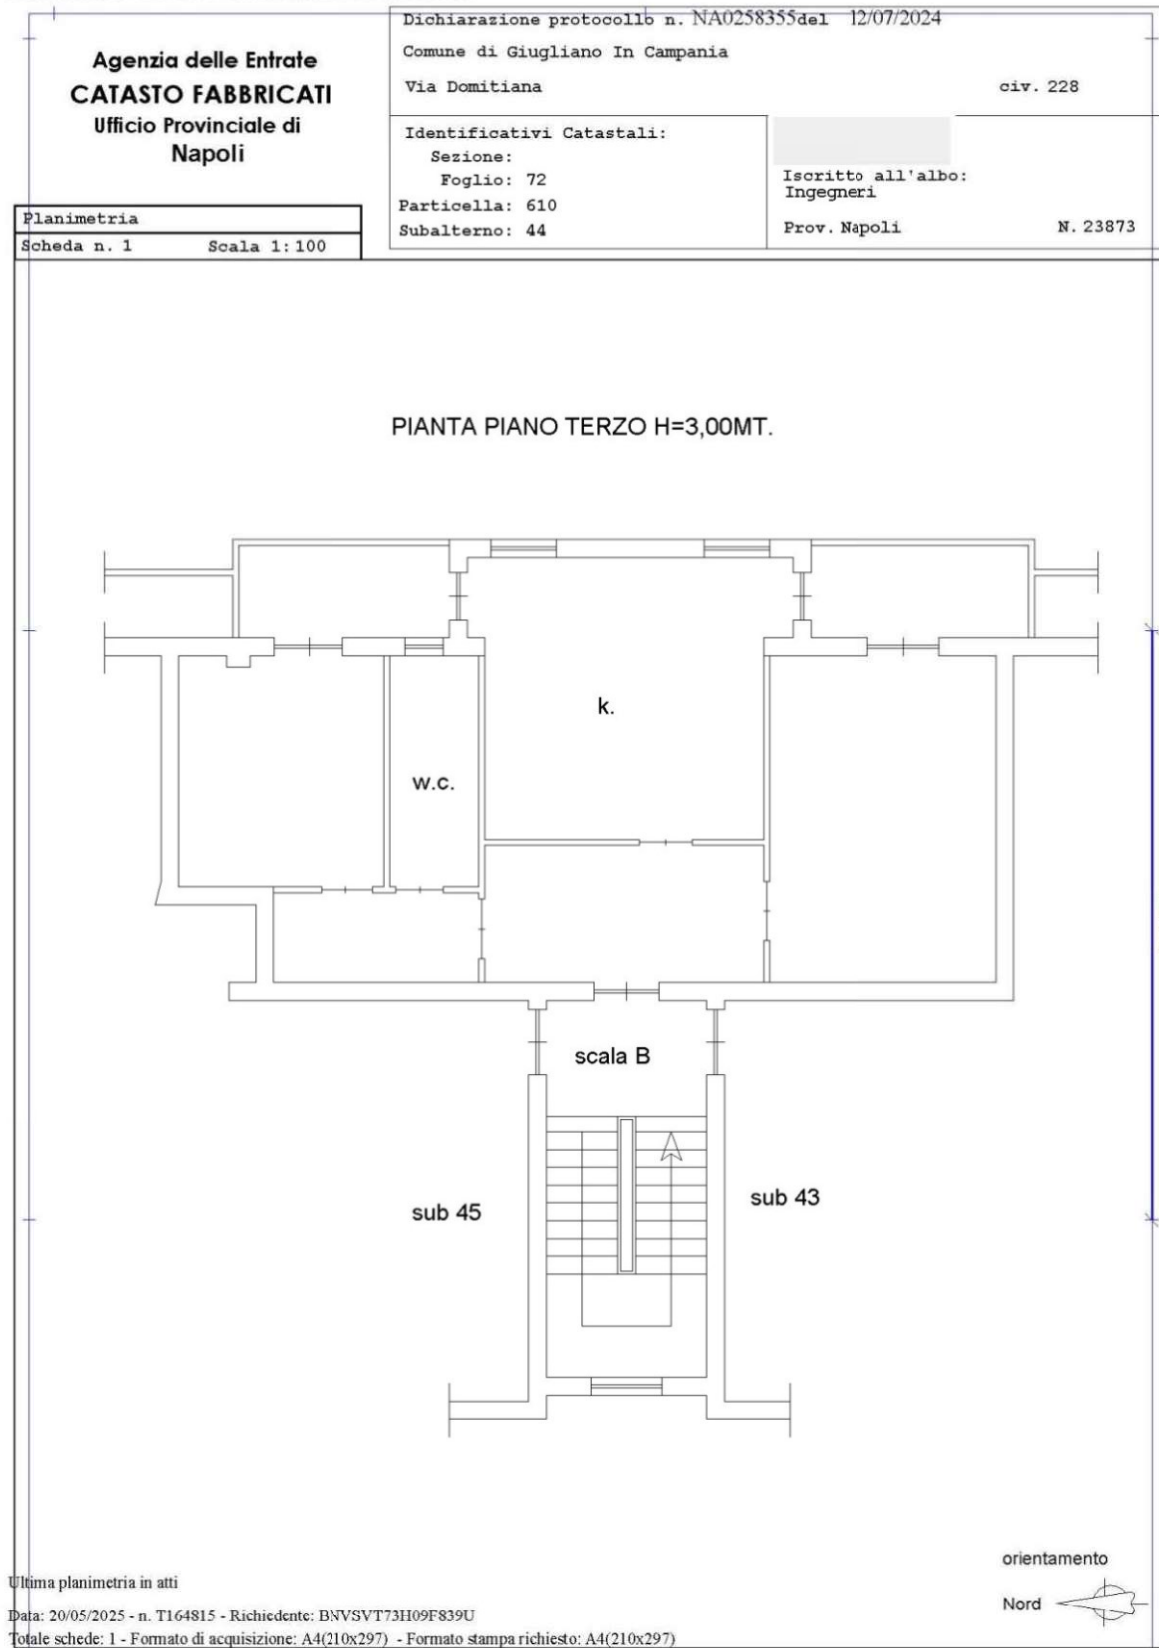 Agenzia delle Entrate
CATASTO FABBRICATI
Ufficio Provinciale di
Napoli
Planimetria
Scheda n. 1 Scala 1:100
Dichiarazione protocollo n. NA0258355 del 12/07/2024
Comune di Giugliano In Campania
Via Domitiana civ. 228
Identificativi Catastali:
Sezione:
Foglio: 72
Particella: 610
Subalterno: 44
Iscritto all'albo:
Ingegneri
Prov. Napoli N. 23873
PIANTA PIANO TERZO H=3,00MT.
k.
w.c.
scala B
sub 45
sub 43
orientamento
Nord
Ultima planimetria in atti
Data: 20/05/2025 - n. T164815 - Richiedente: BNVSVT73H09F839U
Totale schede: 1 - Formato di acquisizione: A4(210x297) - Formato stampa richiesto: A4(210x297)